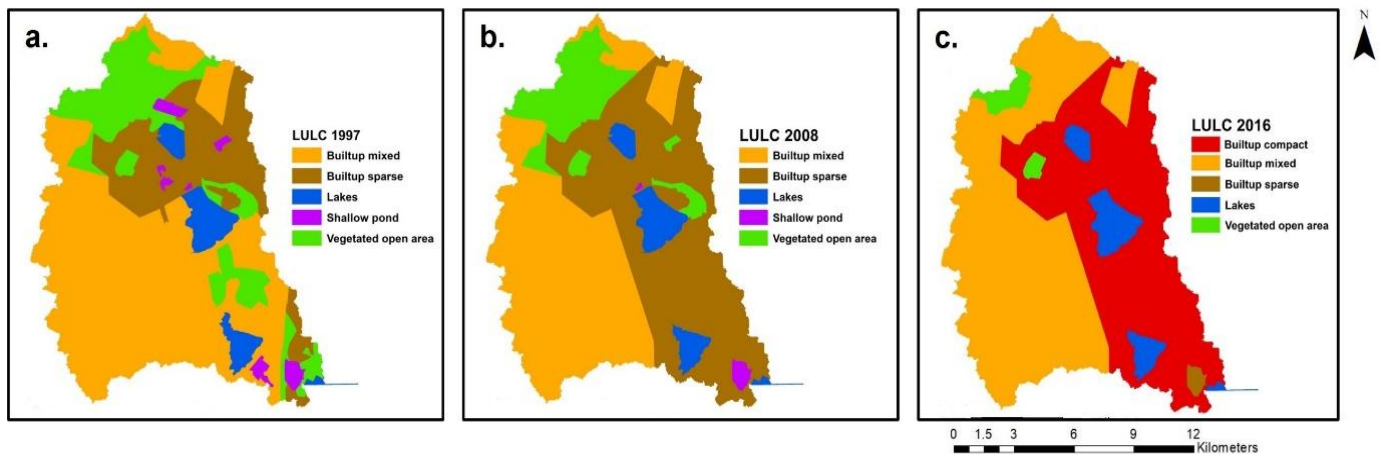 a.
LULC 1997
Builtup mixed
Builtup sparse
Lakes
Shallow pond
Vegetated open area
b.
LULC 2008
Builtup mixed
Builtup sparse
Lakes
Shallow pond
Vegetated open area
c.
LULC 2016
Builtup compact
Builtup mixed
Builtup sparse
Lakes
Vegetated open area
N
0 1.5 3 6 9 12
Kilometers